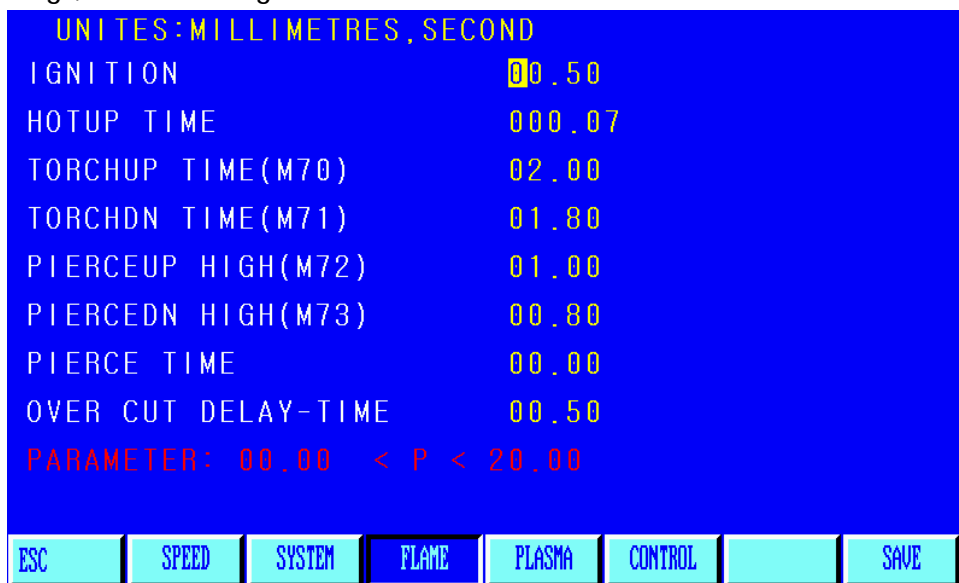 UNITES:MILLIMETRES,SECOND
IGNITION 00.50
HOTUP TIME 000.07
TORCHUP TIME(M70) 02.00
TORCHDN TIME(M71) 01.80
PIERCEUP HIGH(M72) 01.00
PIERCEDN HIGH(M73) 00.80
PIERCE TIME 00.00
OVER CUT DELAY-TIME 00.50
PARAMETER: 00.00 < P < 20.00
ESC SPEED SYSTEM FLAME PLASMA CONTROL SAVE